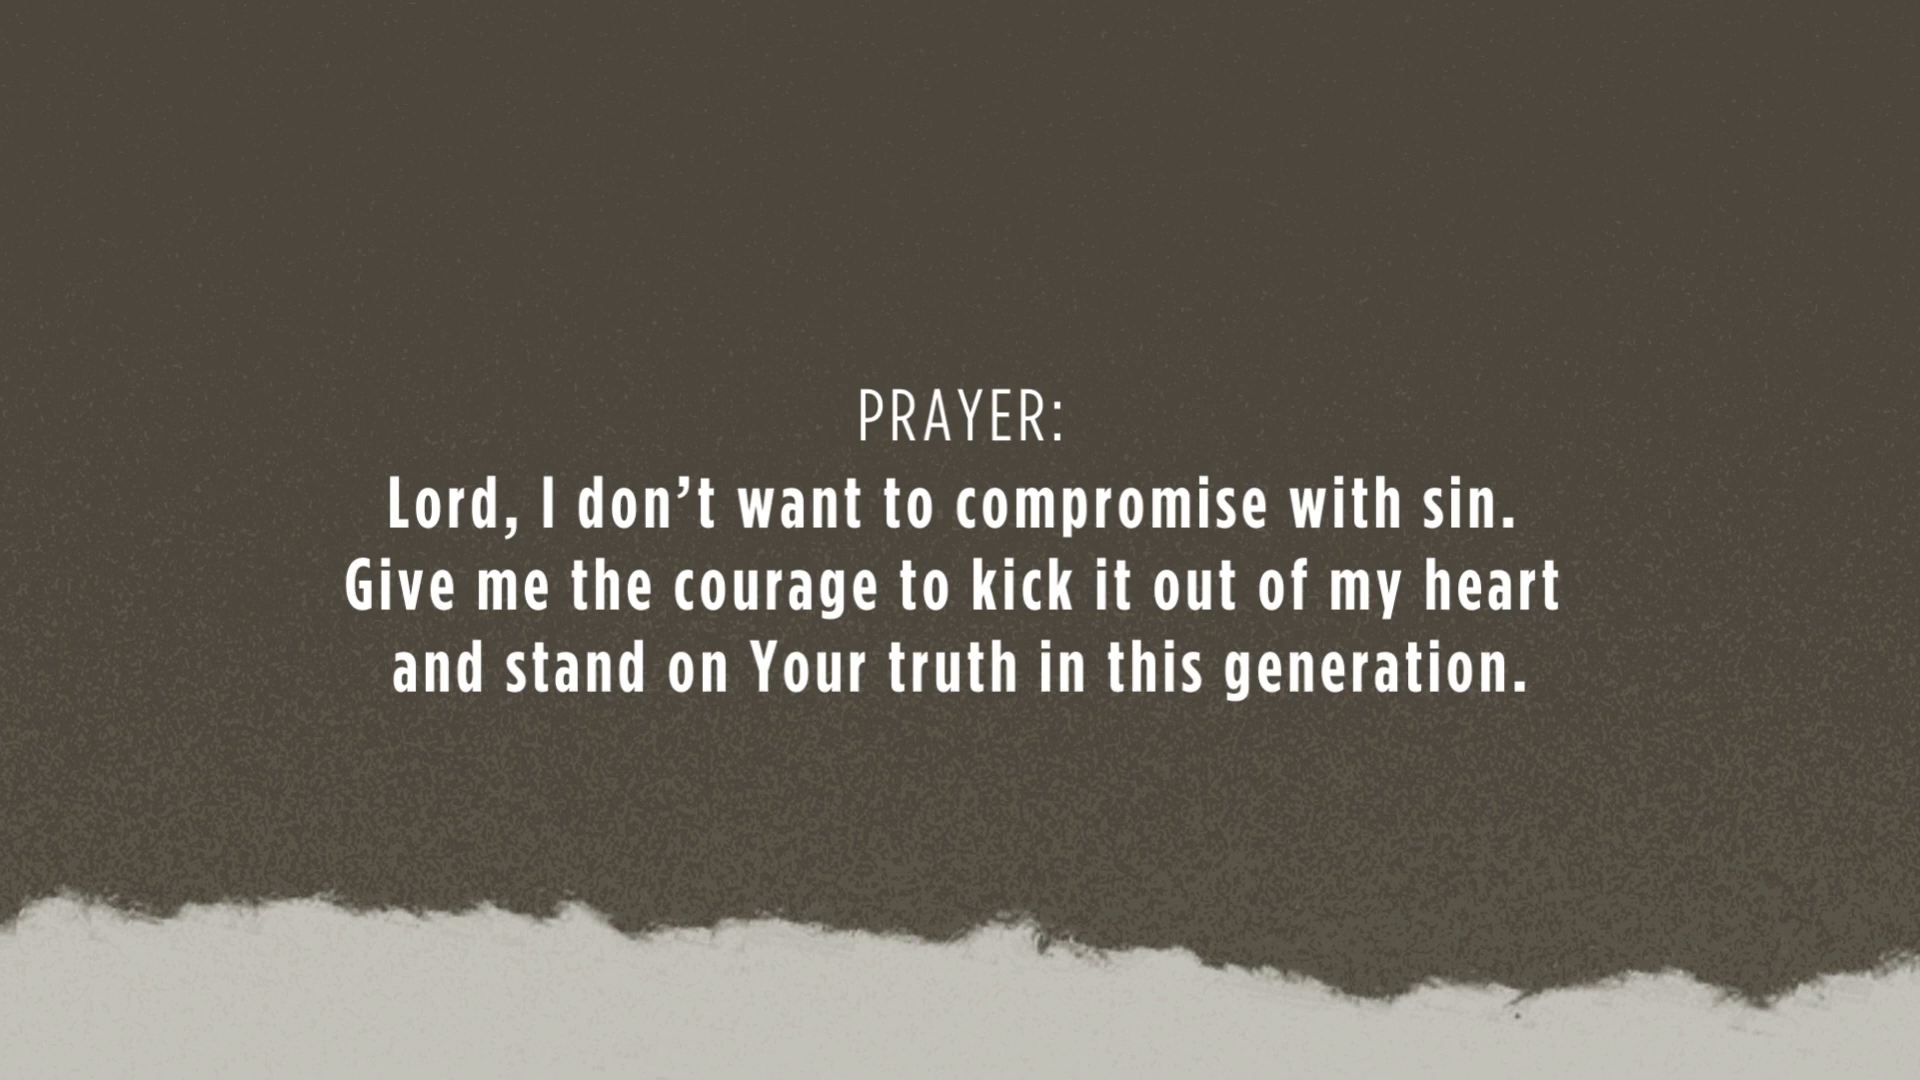 PRAYER:
Lord, I don’t want to compromise with sin.
Give me the courage to kick it out of my heart
and stand on Your truth in this generation.